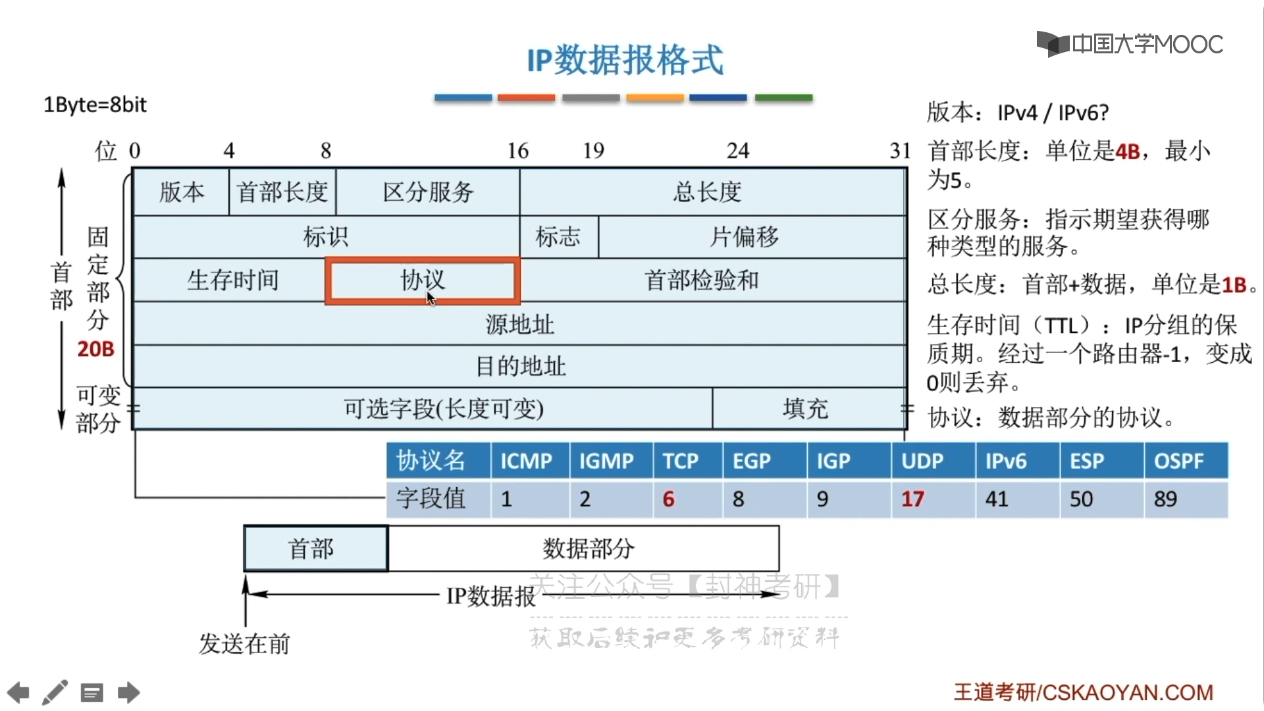 中国大学MOOC
IP数据报格式
1Byte=8bit
位 0 4 8 16 19 24 31
版本 首部长度 区分服务 总长度
标识 标志 片偏移
生存时间 协议 首部检验和
源地址
目的地址
可选字段(长度可变) 填充
首部
固定部分
20B
可变部分
版本：IPv4 / IPv6?
首部长度：单位是4B，最小
为5。
区分服务：指示期望获得哪
种类型的服务。
总长度：首部+数据，单位是1B。
生存时间（TTL）：IP分组的保
质期。经过一个路由器-1，变成
0则丢弃。
协议：数据部分的协议。
协议名 ICMP IGMP TCP EGP IGP UDP IPv6 ESP OSPF
字段值 1 2 6 8 9 17 41 50 89
首部 数据部分
IP数据报
发送在前
关注公众号【封神考研】
获取后续和更多考研资料
王道考研/CSKAOYAN.COM